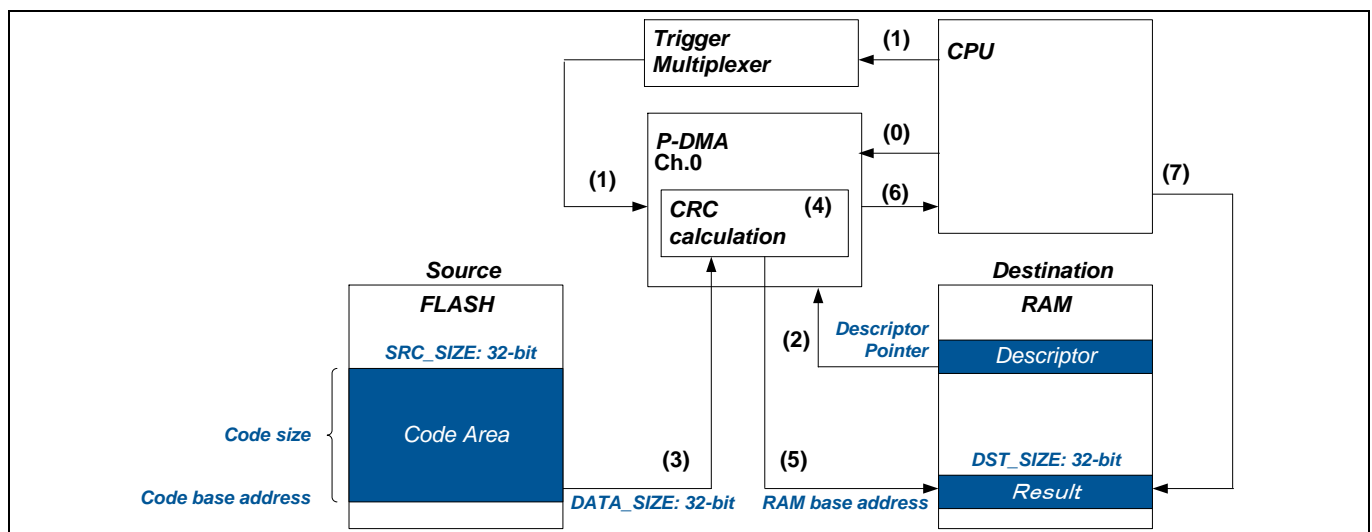 Trigger
Multiplexer
(1)
CPU
P-DMA
Ch.0
(0)
(1)
(6)
(7)
CRC
calculation
(4)
Source
FLASH
SRC_SIZE: 32-bit
Code size
Code Area
Code base address
(3)
DATA_SIZE: 32-bit
(2)
Descriptor
Pointer
Destination
RAM
Descriptor
(5)
RAM base address
DST_SIZE: 32-bit
Result